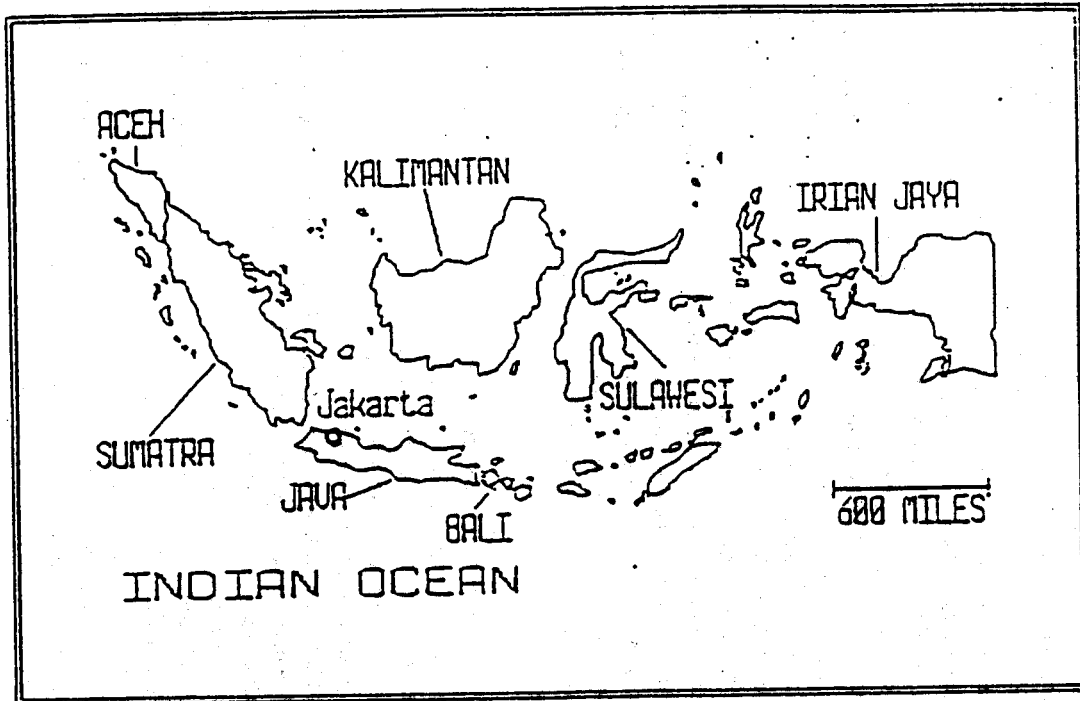 ACEH
KALIMANTAN
IRIAN JAYA
SULAWESI
Jakarta
SUMATRA
JAVA
BALI
600 MILES
INDIAN OCEAN